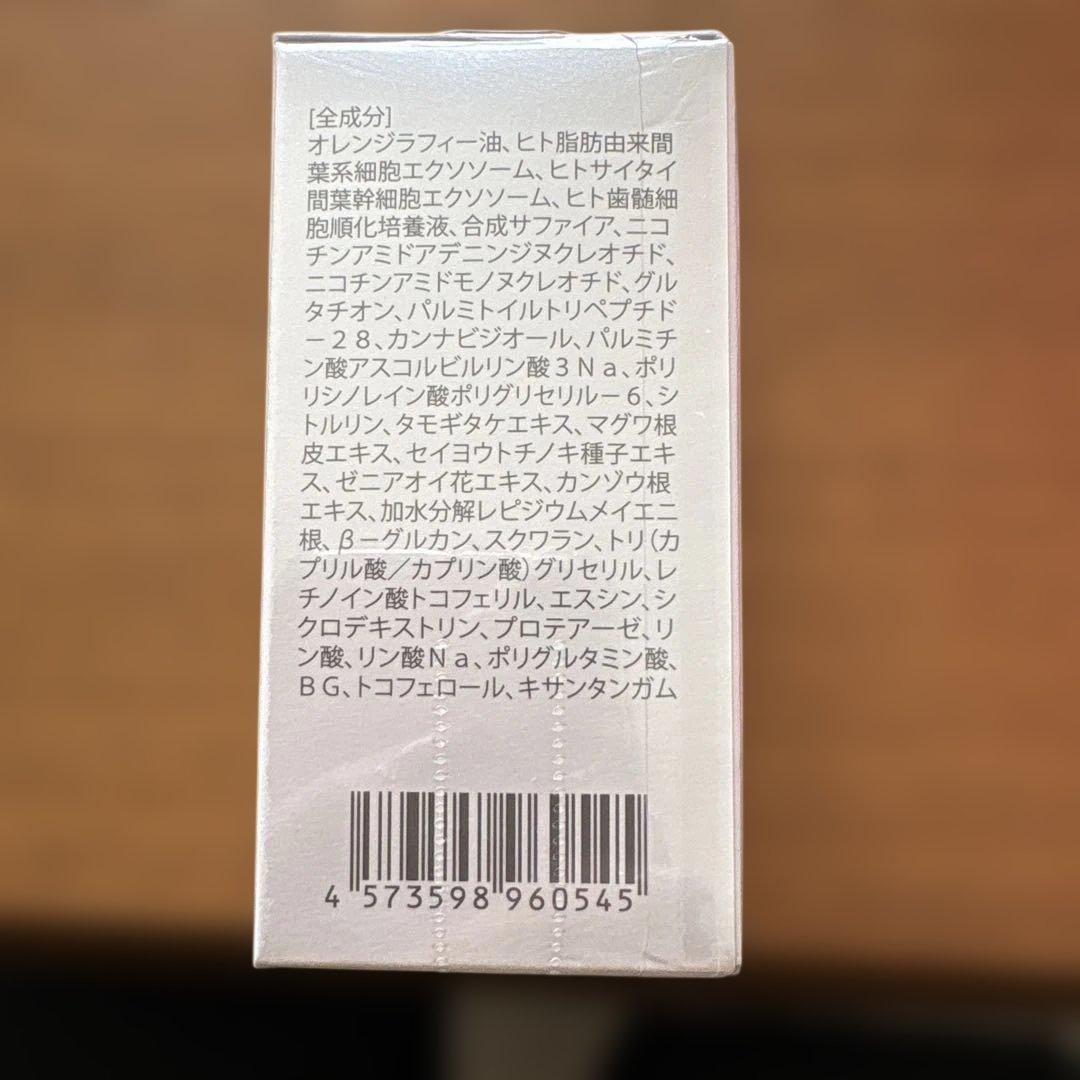 [全成分]
オレンジラフィー油、ヒト脂肪由来間
葉系細胞エクソソーム、ヒトサイタイ
間葉幹細胞エクソソーム、ヒト歯髄細
胞順化培養液、合成サファイア、ニコ
チンアミドアデニンジヌクレオチド、
ニコチンアミドモノヌクレオチド、グル
タチオン、パルミトイルトリペプチド
－２８、カンナビジオール、パルミチ
ン酸アスコルビルリン酸３Ｎａ、ポリ
リシノレイン酸ポリグリセリル－６、シ
トルリン、タモギタケエキス、マグワ根
皮エキス、セイヨウトチノキ種子エキ
ス、ゼニアオイ花エキス、カンゾウ根
エキス、加水分解レピジウムメイエニ
根、β－グルカン、スクワラン、トリ（カ
プリル酸／カプリン酸）グリセリル、レ
チノイン酸トコフェリル、エスシン、シ
クロデキストリン、プロテアーゼ、リ
ン酸、リン酸Ｎａ、ポリグルタミン酸、
ＢＧ、トコフェロール、キサンタンガム
4 573598 960545